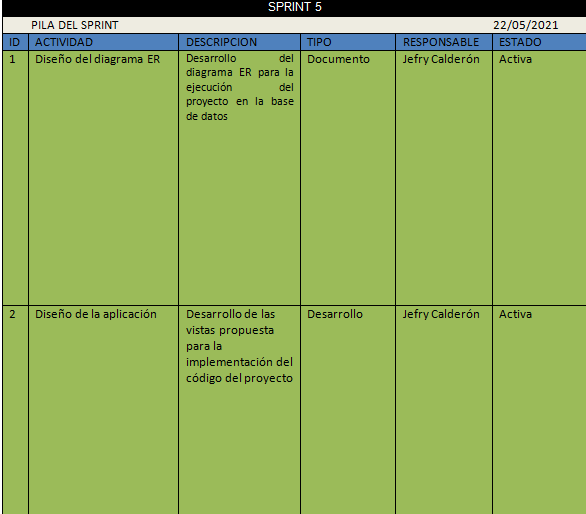 SPRINT 5
PILA DEL SPRINT 22/05/2021
ID ACTIVIDAD DESCRIPCION TIPO RESPONSABLE ESTADO
1 Diseño del diagrama ER Desarrollo del Documento Jefry Calderón Activa
diagrama ER para la
ejecución del
proyecto en la base
de datos
2 Diseño de la aplicación Desarrollo de las Desarrollo Jefry Calderón Activa
vistas propuesta
para la
implementación del
código del proyecto